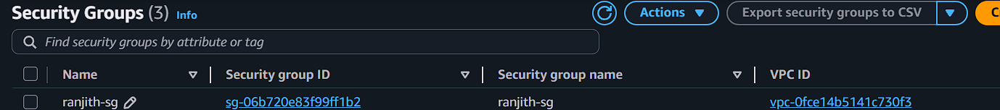 Security Groups (3) Info Actions Export security groups to CSV
Find security groups by attribute or tag
Name Security group ID Security group name VPC ID
ranjith-sg sg-06b720e83f99ff1b2 ranjith-sg vpc-0fce14b5141c730f3